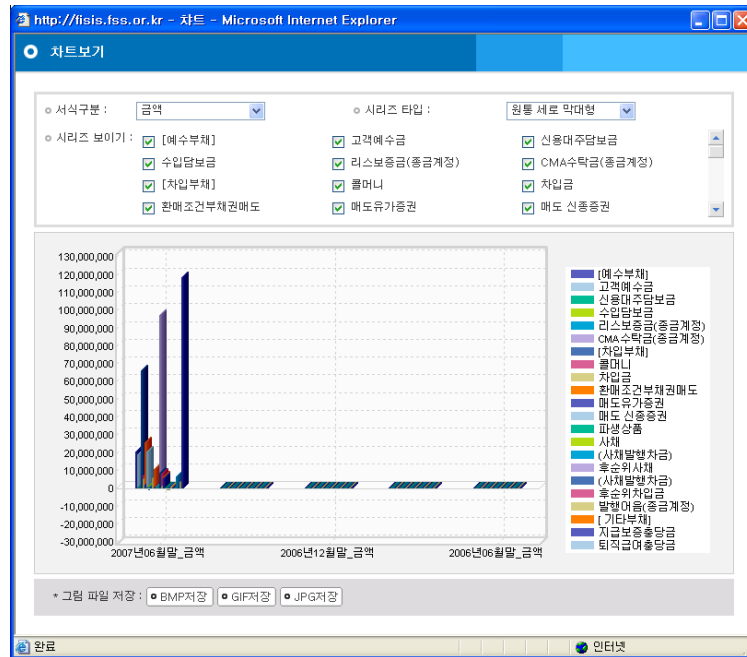 http://fisis.fss.or.kr - 차트 - Microsoft Internet Explorer
차트보기
서식구분 : 금액 시리즈 타입 : 원통 세로 막대형
시리즈 보이기 : [예수부채] 고객예수금 신용대주담보금
수입담보금 리스보증금(종금계정) CMA수탁금(종금계정)
[차입부채] 콜머니 차입금
환매조건부채권매도 매도유가증권 매도 신종증권
130,000,000
120,000,000
110,000,000
100,000,000
90,000,000
80,000,000
70,000,000
60,000,000
50,000,000
40,000,000
30,000,000
20,000,000
10,000,000
0
-10,000,000
-20,000,000
-30,000,000
2007년06월말_금액 2006년12월말_금액 2006년06월말_금액
[예수부채]
고객예수금
신용대주담보금
수입담보금
리스보증금(종금계정)
CMA수탁금(종금계정)
[차입부채]
콜머니
차입금
환매조건부채권매도
매도유가증권
매도 신종증권
파생상품
사채
(사채발행차금)
후순위사채
(사채발행차금)
후순위차입금
발행어음(종금계정)
[ 기타부채]
지급보증충당금
퇴직급여충당금
* 그림 파일 저장 : BMP저장 GIF저장 JPG저장
완료 인터넷